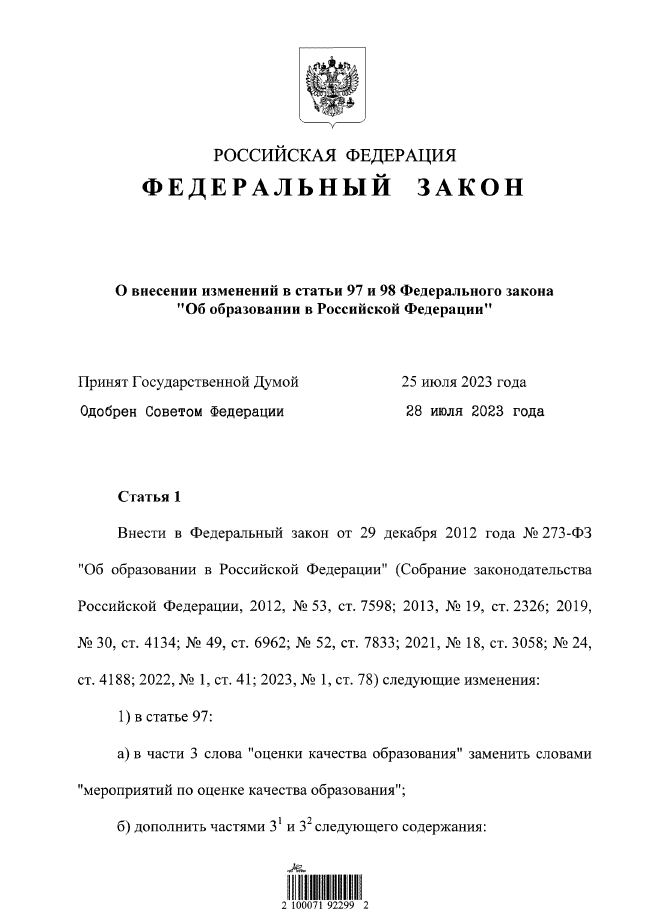 РОССИЙСКАЯ ФЕДЕРАЦИЯ
ФЕДЕРАЛЬНЫЙ ЗАКОН
О внесении изменений в статьи 97 и 98 Федерального закона
"Об образовании в Российской Федерации"
Принят Государственной Думой 25 июля 2023 года
Одобрен Советом Федерации 28 июля 2023 года
Статья 1
Внести в Федеральный закон от 29 декабря 2012 года № 273-ФЗ
"Об образовании в Российской Федерации" (Собрание законодательства
Российской Федерации, 2012, № 53, ст. 7598; 2013, № 19, ст. 2326; 2019,
№ 30, ст. 4134; № 49, ст. 6962; № 52, ст. 7833; 2021, № 18, ст. 3058; № 24,
ст. 4188; 2022, № 1, ст. 41; 2023, № 1, ст. 78) следующие изменения:
1) в статье 97:
а) в части 3 слова "оценки качества образования" заменить словами
"мероприятий по оценке качества образования";
б) дополнить частями 3¹ и 3² следующего содержания:
2 100071 92299 2